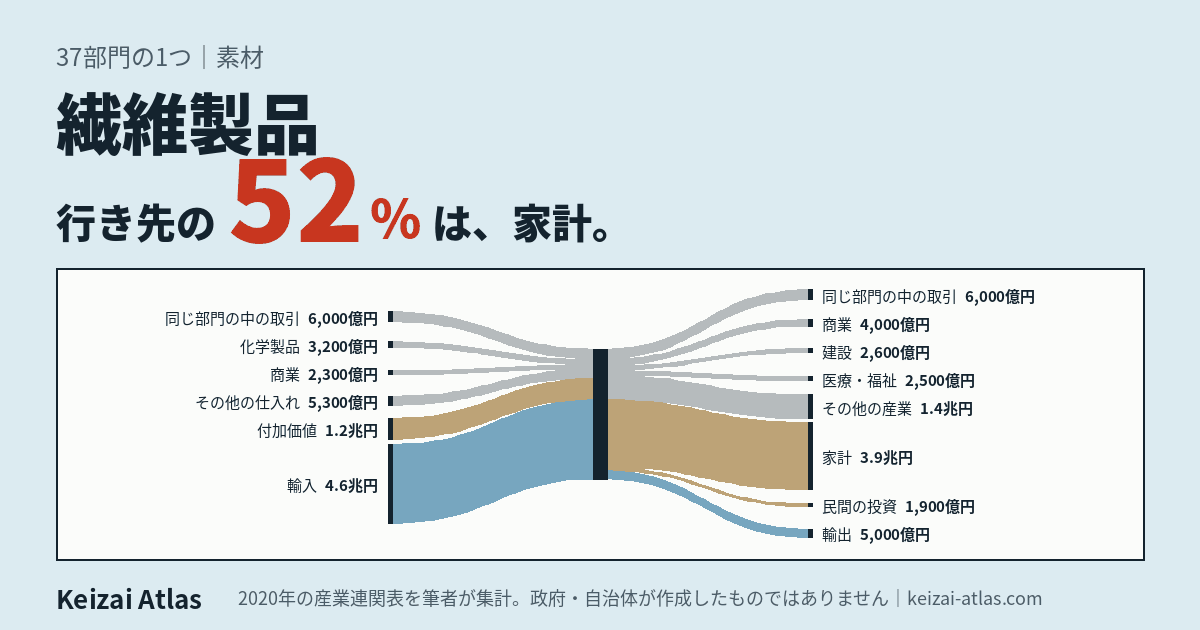 37部門の1つ｜素材
繊維製品
行き先の 52% は、家計。
同じ部門の中の取引 6,000億円
化学製品 3,200億円
商業 2,300億円
その他の仕入れ 5,300億円
付加価値 1.2兆円
輸入 4.6兆円
同じ部門の中の取引 6,000億円
商業 4,000億円
建設 2,600億円
医療・福祉 2,500億円
その他の産業 1.4兆円
家計 3.9兆円
民間の投資 1,900億円
輸出 5,000億円
Keizai Atlas 2020年の産業連関表を筆者が集計。政府・自治体が作成したものではありません｜keizai-atlas.com